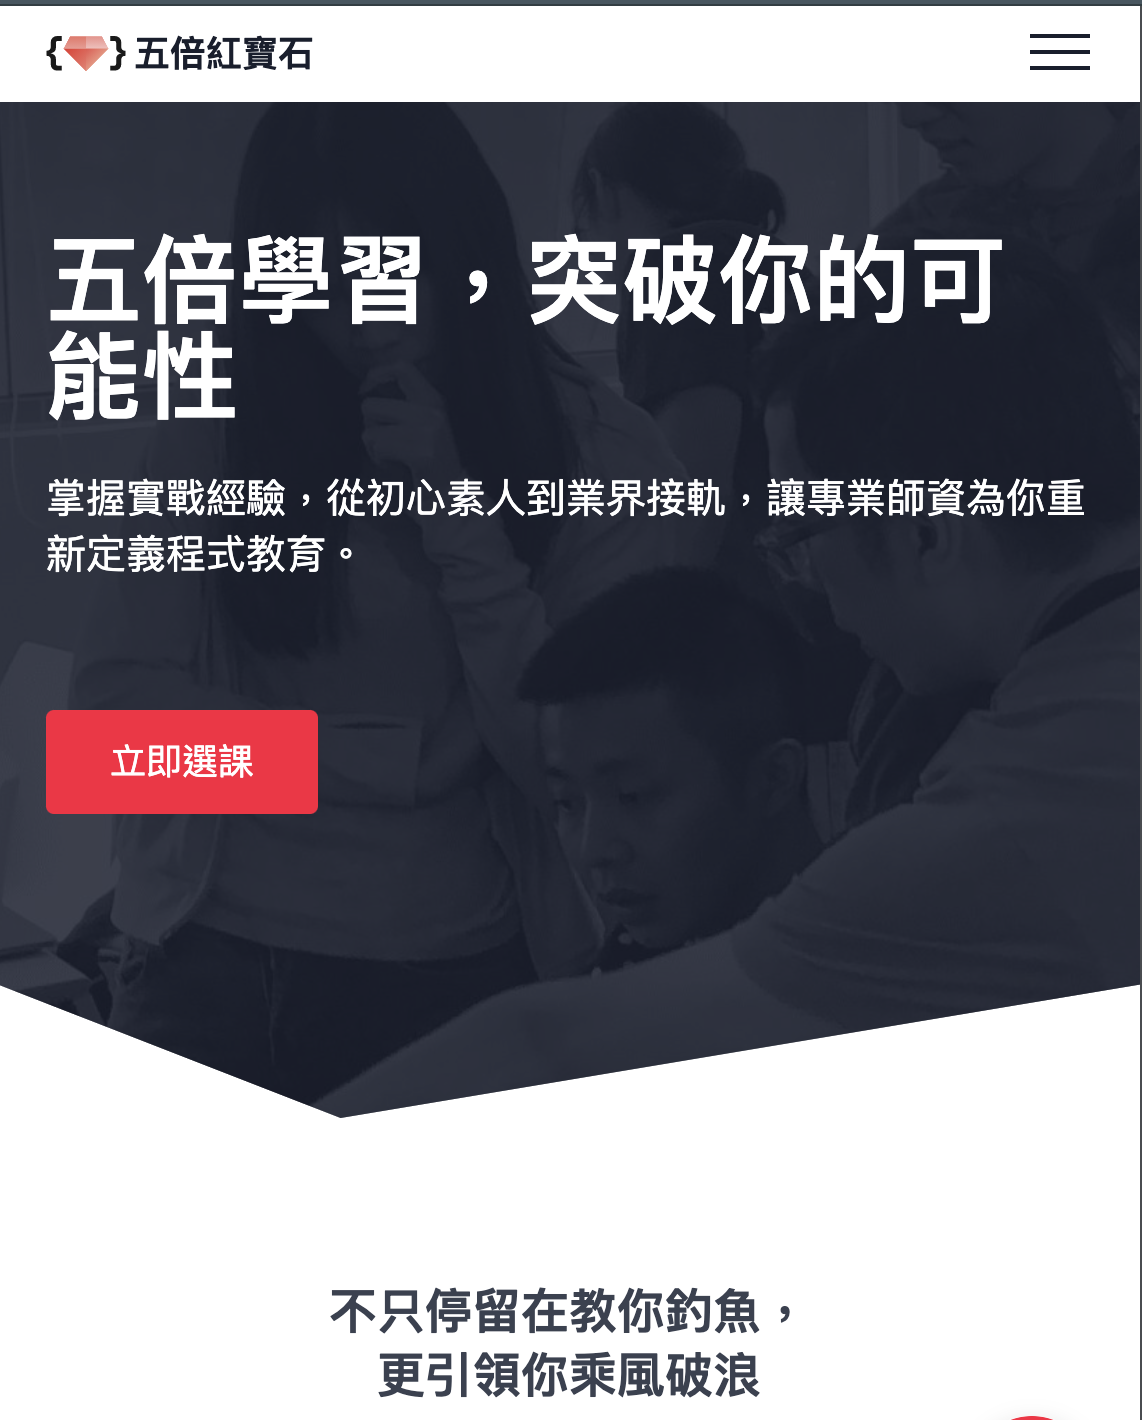 { } 五倍紅寶石
五倍學習，突破你的可
能性
掌握實戰經驗，從初心素人到業界接軌，讓專業師資為你重
新定義程式教育。
立即選課
不只停留在教你釣魚，
更引領你乘風破浪